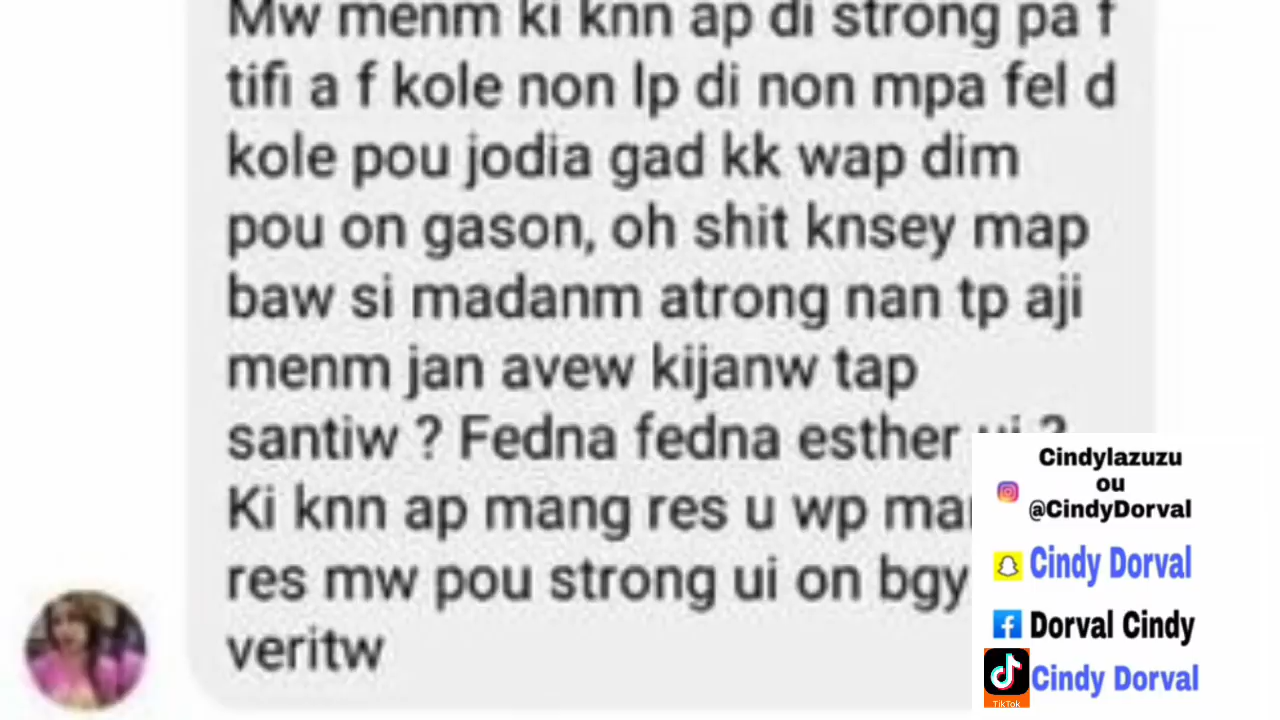 Mw menm ki knn ap di strong pa f
tifi a f kole non lp di non mpa fel d
kole pou jodia gad kk wap dim
pou on gason, oh shit knsey map
baw si madanm atrong nan tp aji
menm jan avew kijanw tap
santiw ? Fedna fedna esther ui ?
Ki knn ap mang res u wp
res mw pou strong ui on bgy
veritw
Cindylazuzu
ou
@CindyDorval
Cindy Dorval
Dorval Cindy
Cindy Dorval
TikTok